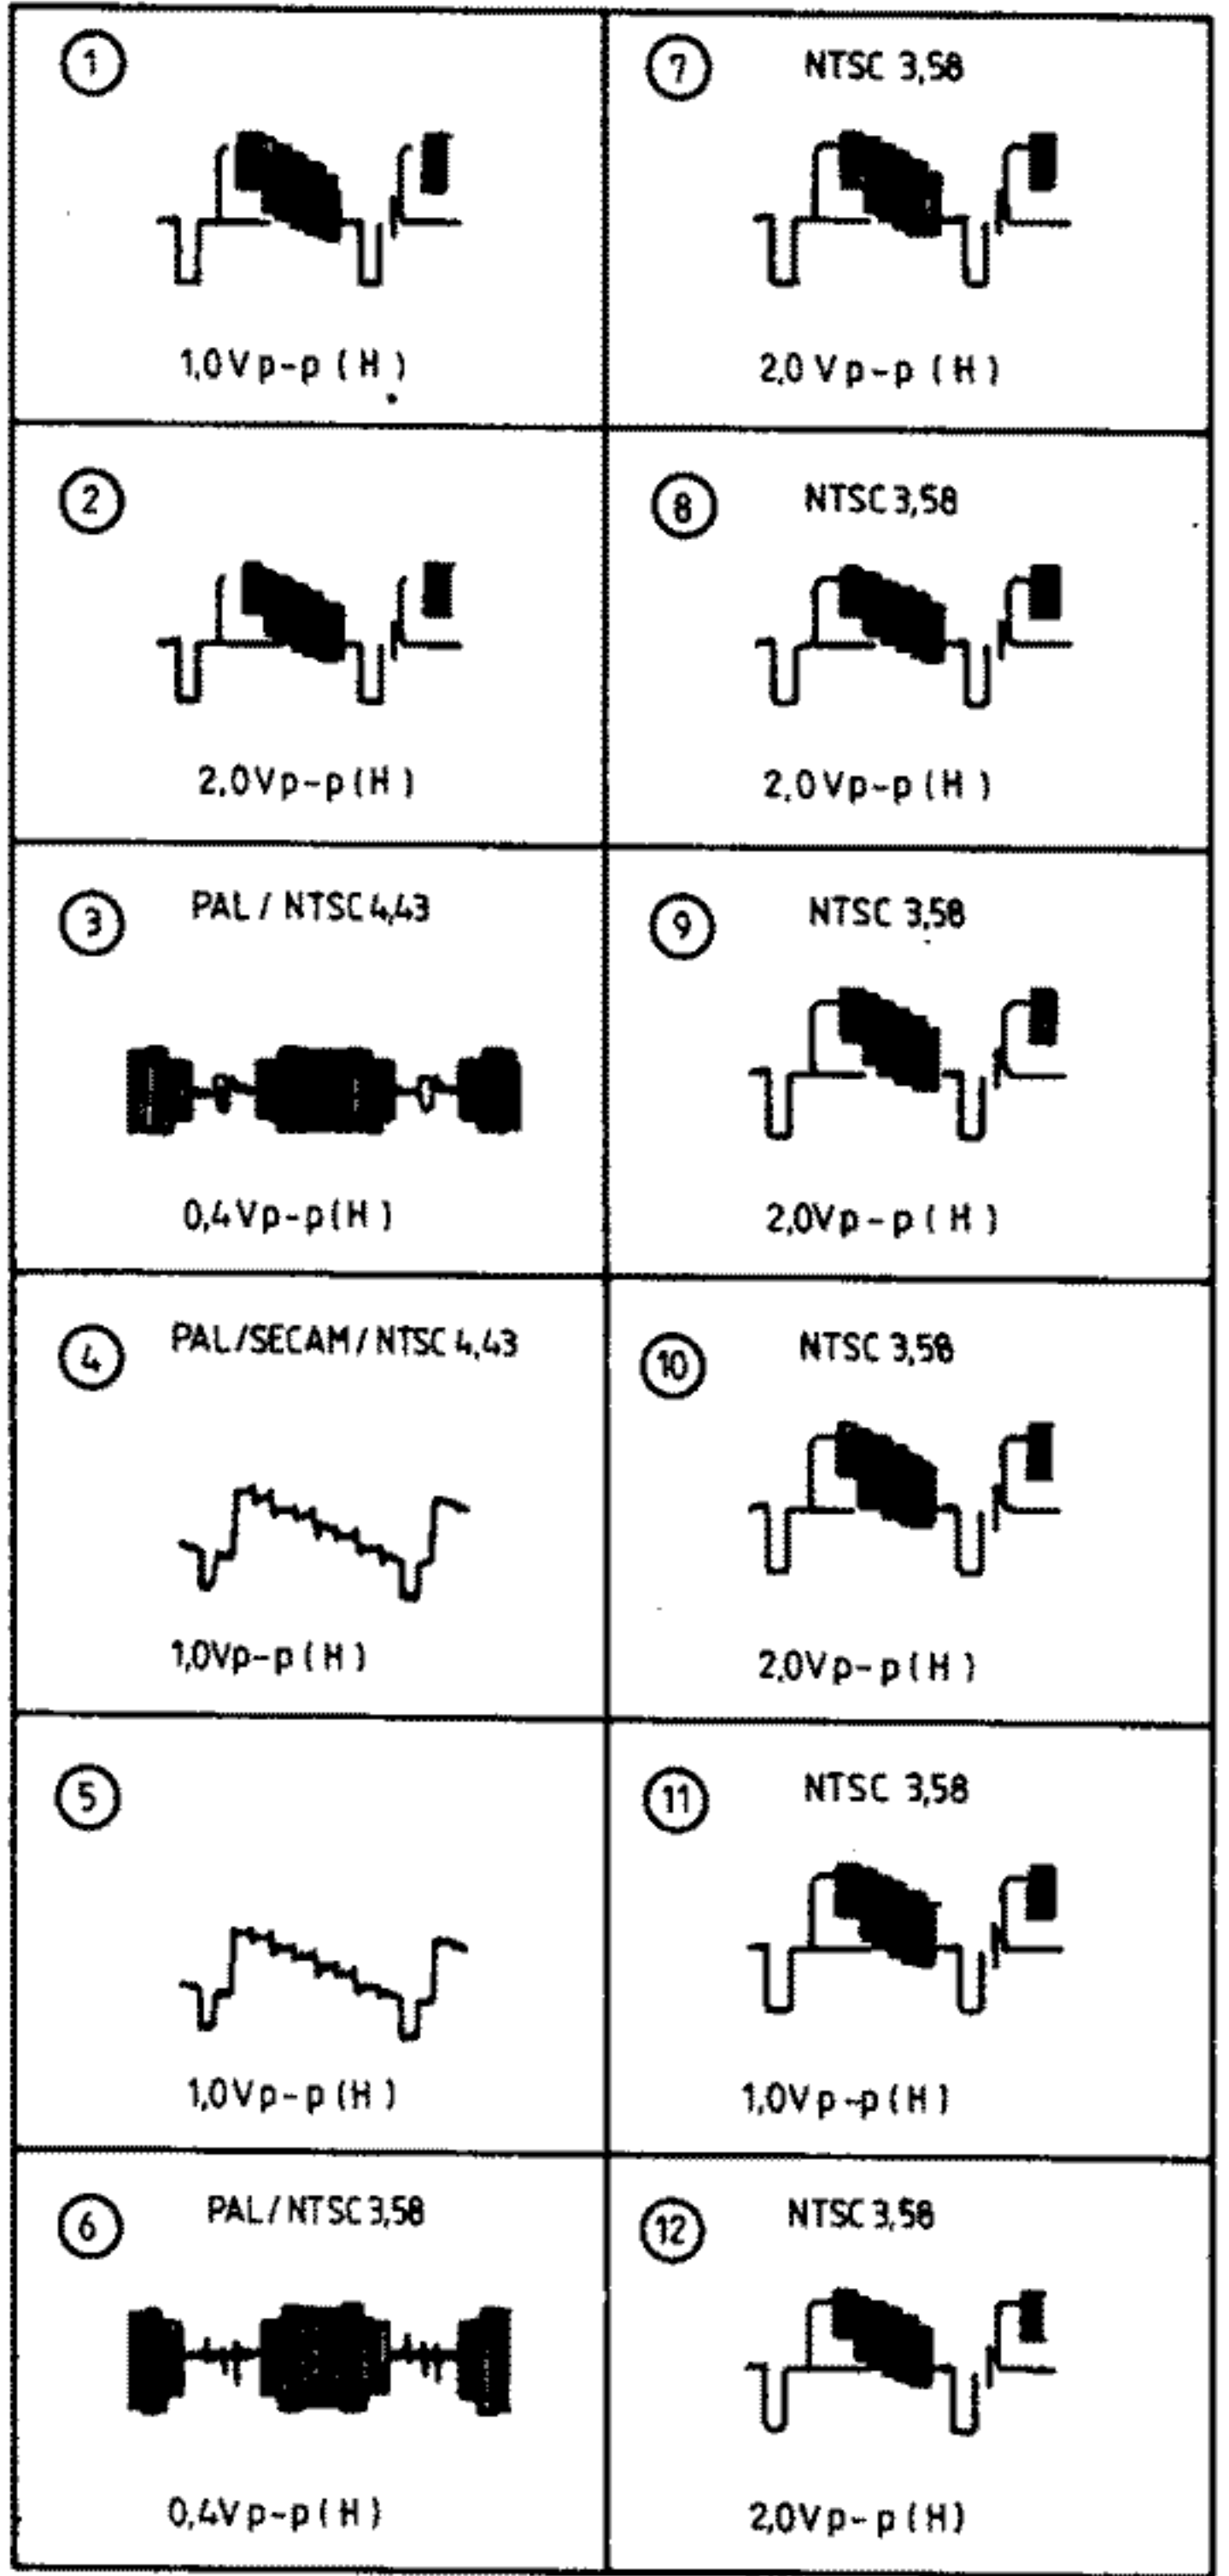 1
1,0Vp-p (H)
2
2,0Vp-p(H)
3 PAL / NTSC 4,43
0,4Vp-p(H)
4 PAL/SECAM/NTSC 4,43
1,0Vp-p(H)
5
1,0Vp-p(H)
6 PAL/NTSC 3,58
0,4Vp-p(H)
7 NTSC 3,58
2,0 Vp-p (H)
8 NTSC 3,58
2,0Vp-p (H)
9 NTSC 3,58
2,0Vp-p (H)
10 NTSC 3,58
2,0Vp-p(H)
11 NTSC 3,58
1,0Vp-p(H)
12 NTSC 3,58
2,0Vp-p(H)